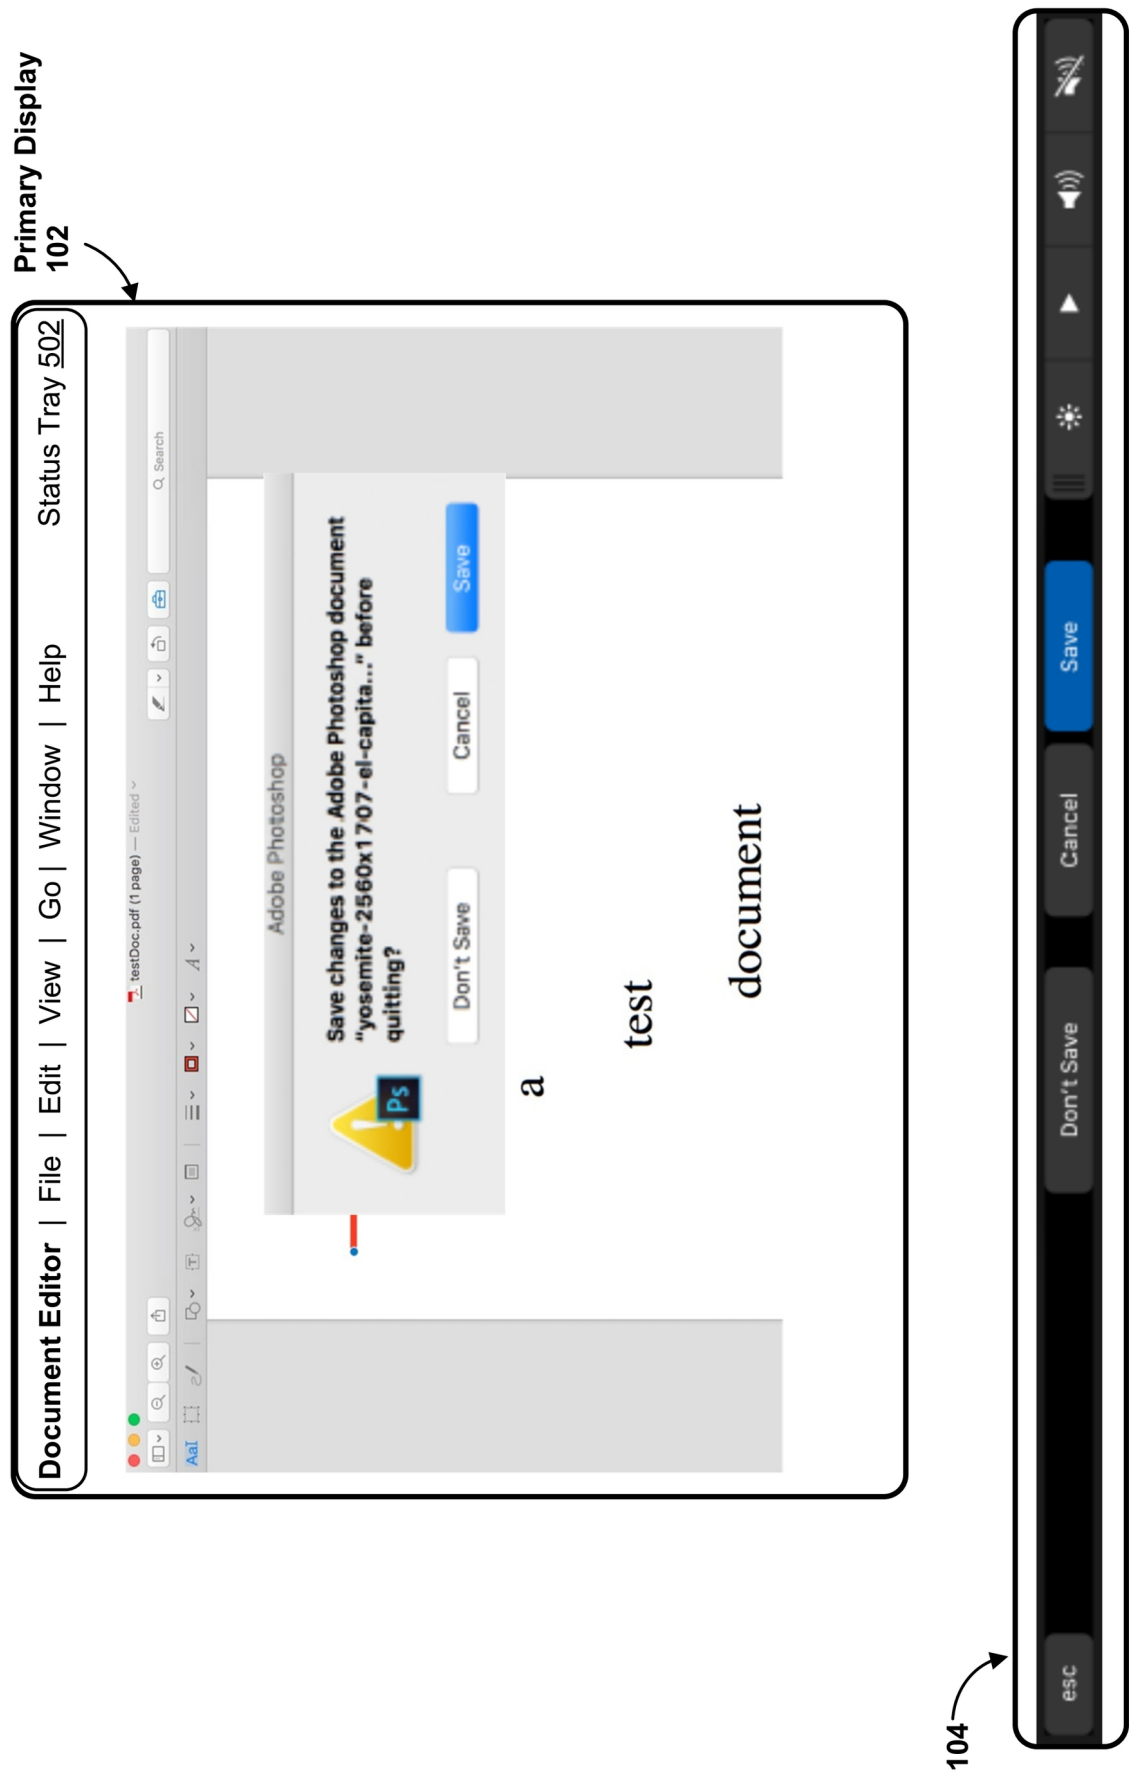 Primary Display
102
Document Editor | File | Edit | View | Go | Window | Help Status Tray 502
testDoc.pdf (1 page) — Edited
Search
AaI
T
A
Adobe Photoshop
Save changes to the Adobe Photoshop document
“yosemite-2560x1707-el-capita...” before
quitting?
Ps
Don't Save Cancel Save
a
test
document
104
esc Don't Save Cancel Save